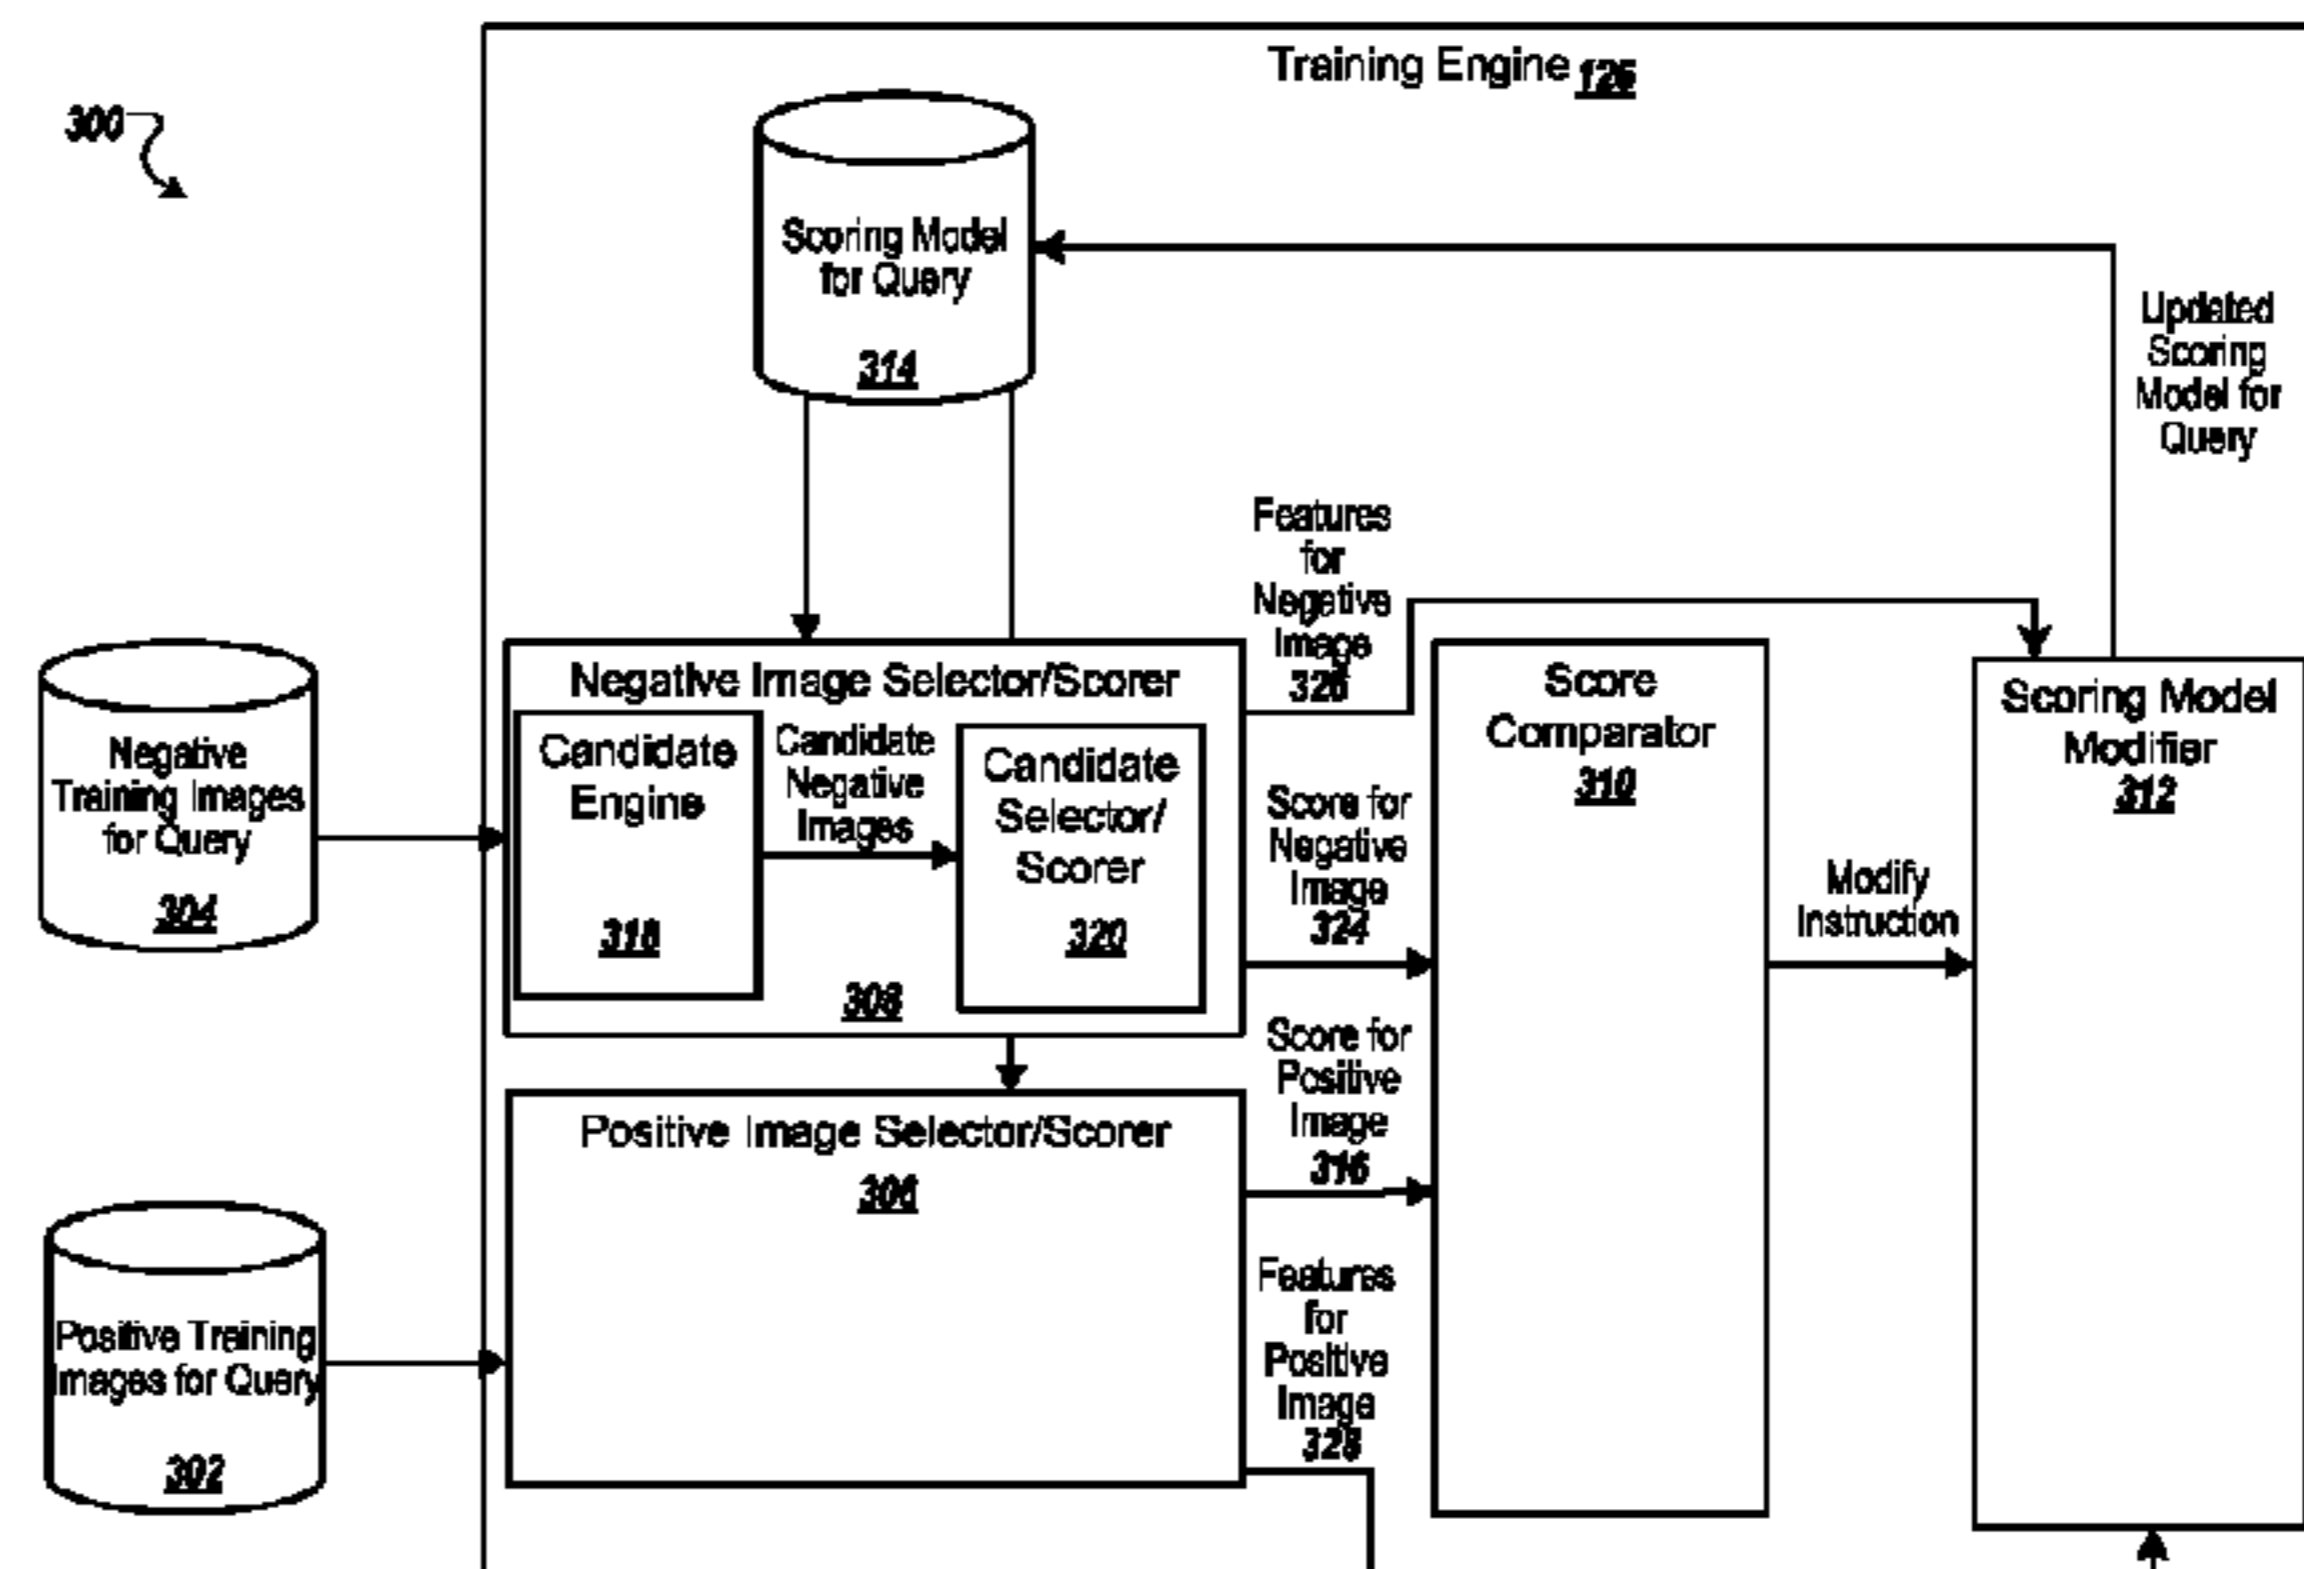 Training Engine 126
300
Scoring Model
for Query
314
Updated
Scoring
Model for
Query
Features
for
Negative
Image
326
Negative
Training Images
for Query
304
Negative Image Selector/Scorer
Candidate
Engine
318
Candidate
Negative
Images
Candidate
Selector/
Scorer
320
308
Score for
Negative
Image
324
Score
Comparator
310
Modify
Instruction
Scoring Model
Modifier
312
Positive Training
Images for Query
302
Positive Image Selector/Scorer
306
Score for
Positive
Image
316
Features
for
Positive
Image
328